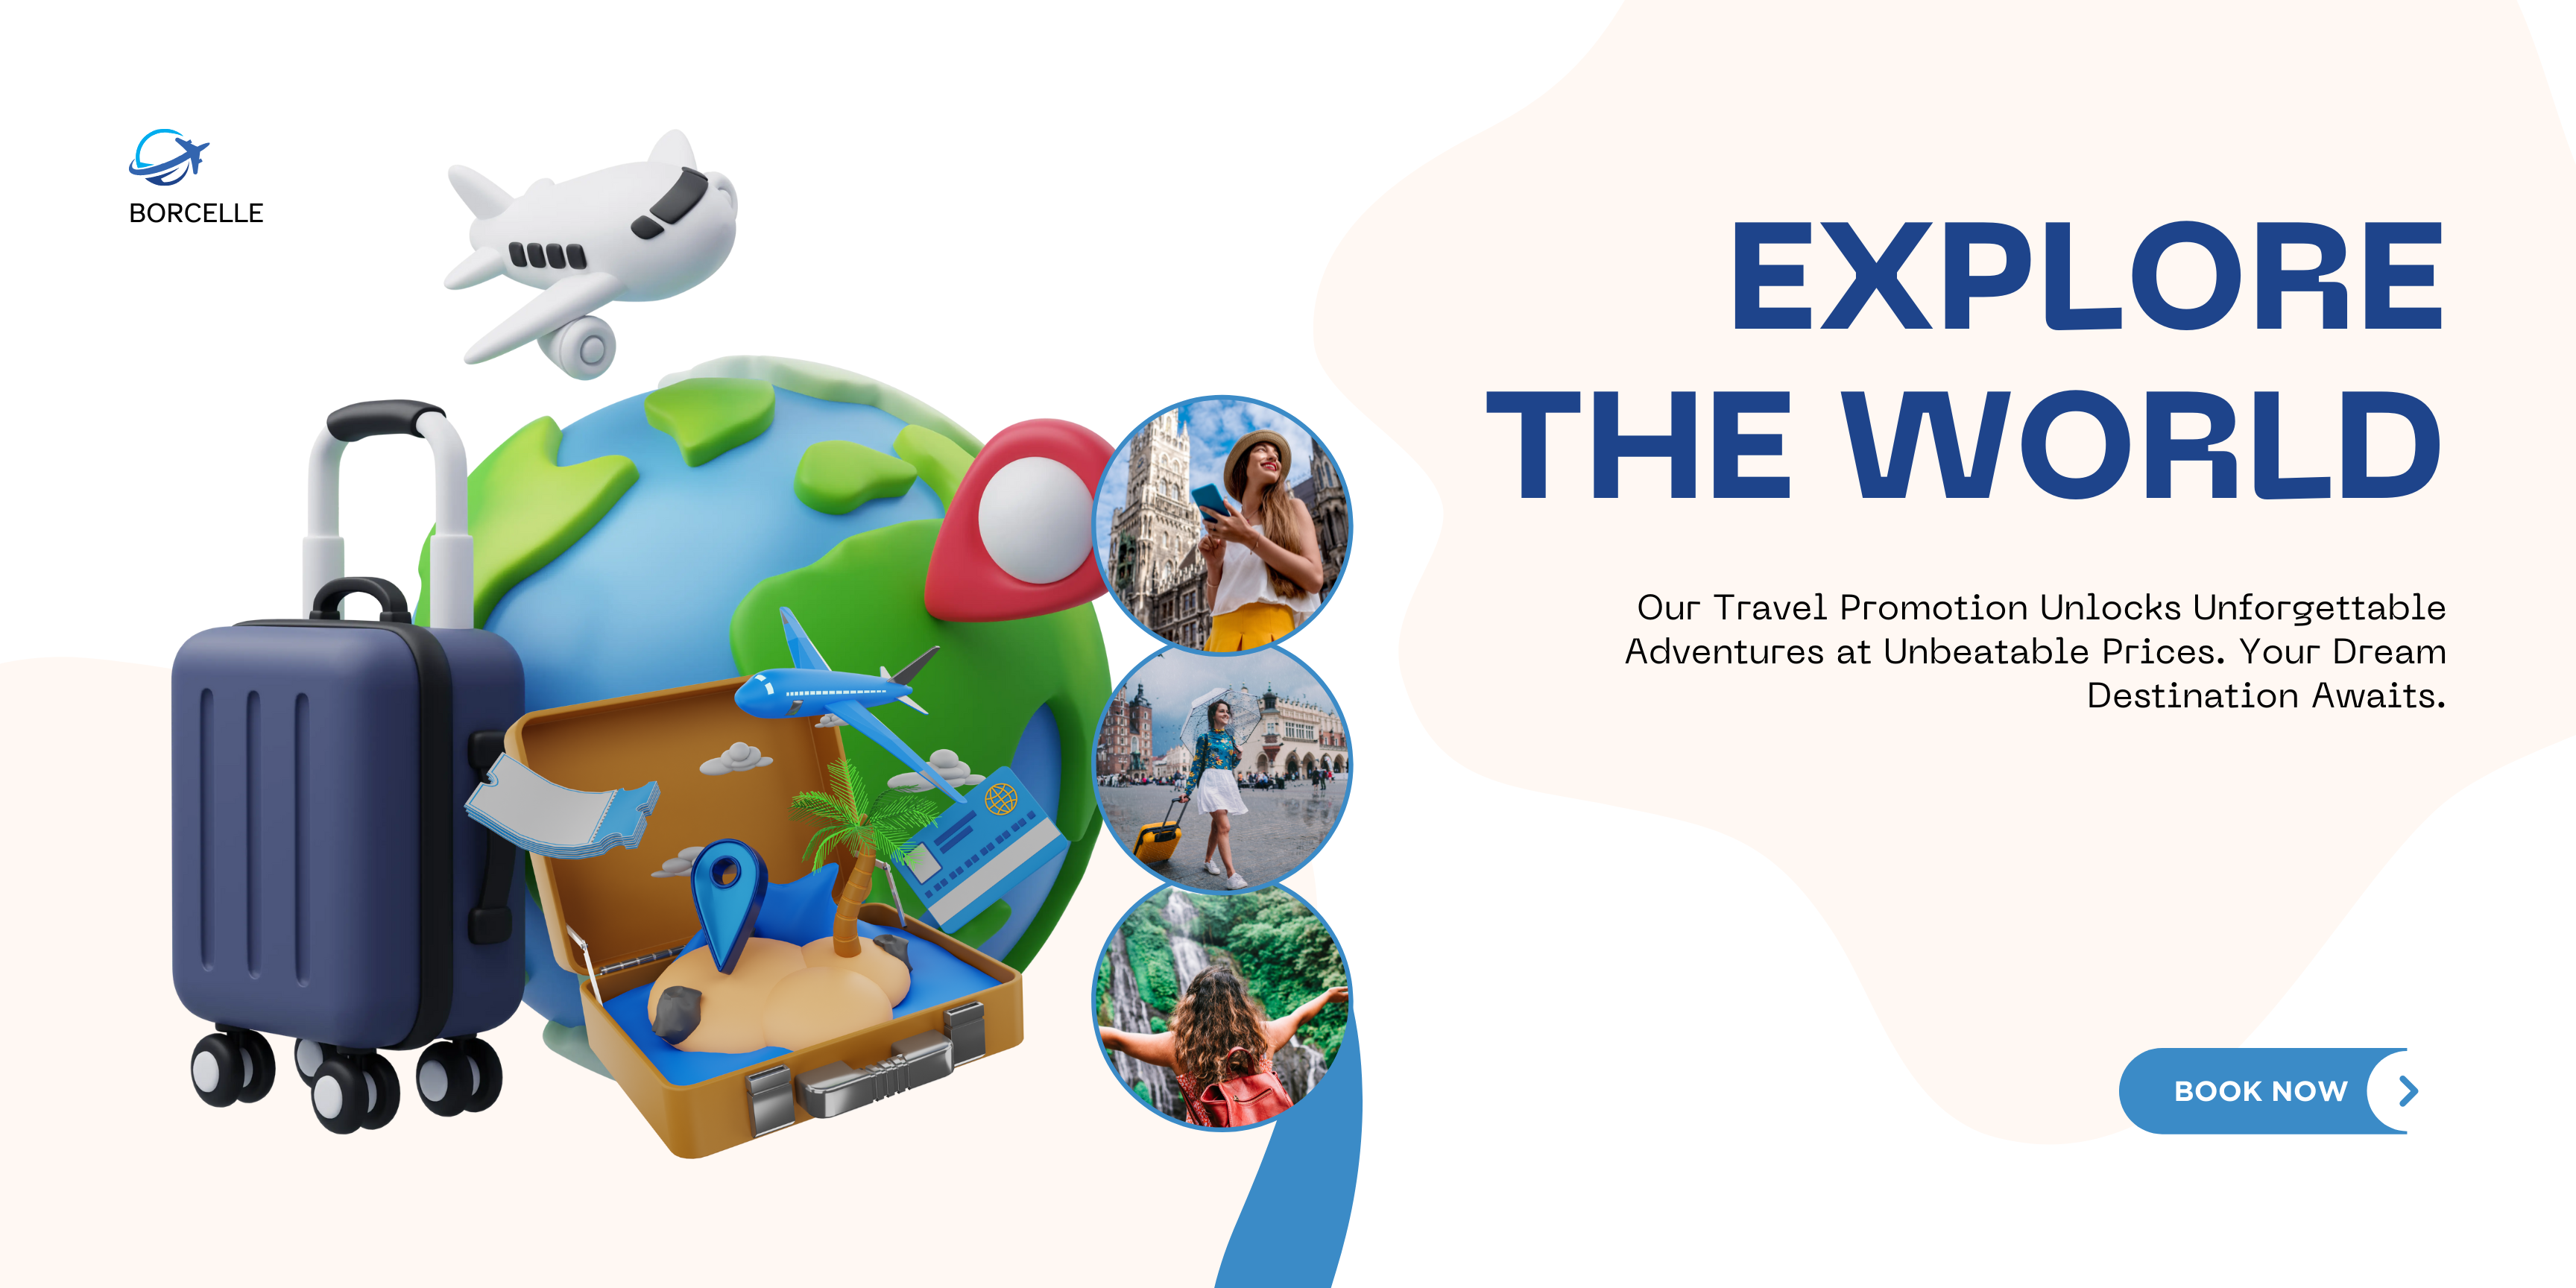 BORCELLE
EXPLORE
THE WORLD
Our Travel Promotion Unlocks Unforgettable
Adventures at Unbeatable Prices. Your Dream
Destination Awaits.
BOOK NOW